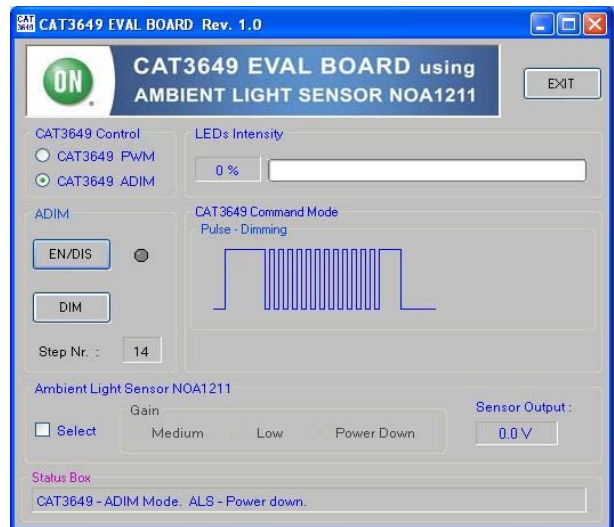 CAT3649 EVAL BOARD Rev. 1.0
ON
CAT3649 EVAL BOARD using
AMBIENT LIGHT SENSOR NOA1211
EXIT
CAT3649 Control
CAT3649 PWM
CAT3649 ADIM
LEDs Intensity
0 %
ADIM
EN/DIS
DIM
Step Nr. :
14
CAT3649 Command Mode
Pulse - Dimming
Ambient Light Sensor NOA1211
Select
Gain
Medium
Low
Power Down
Sensor Output :
0.0 V
Status Box
CAT3649 - ADIM Mode. ALS - Power down.